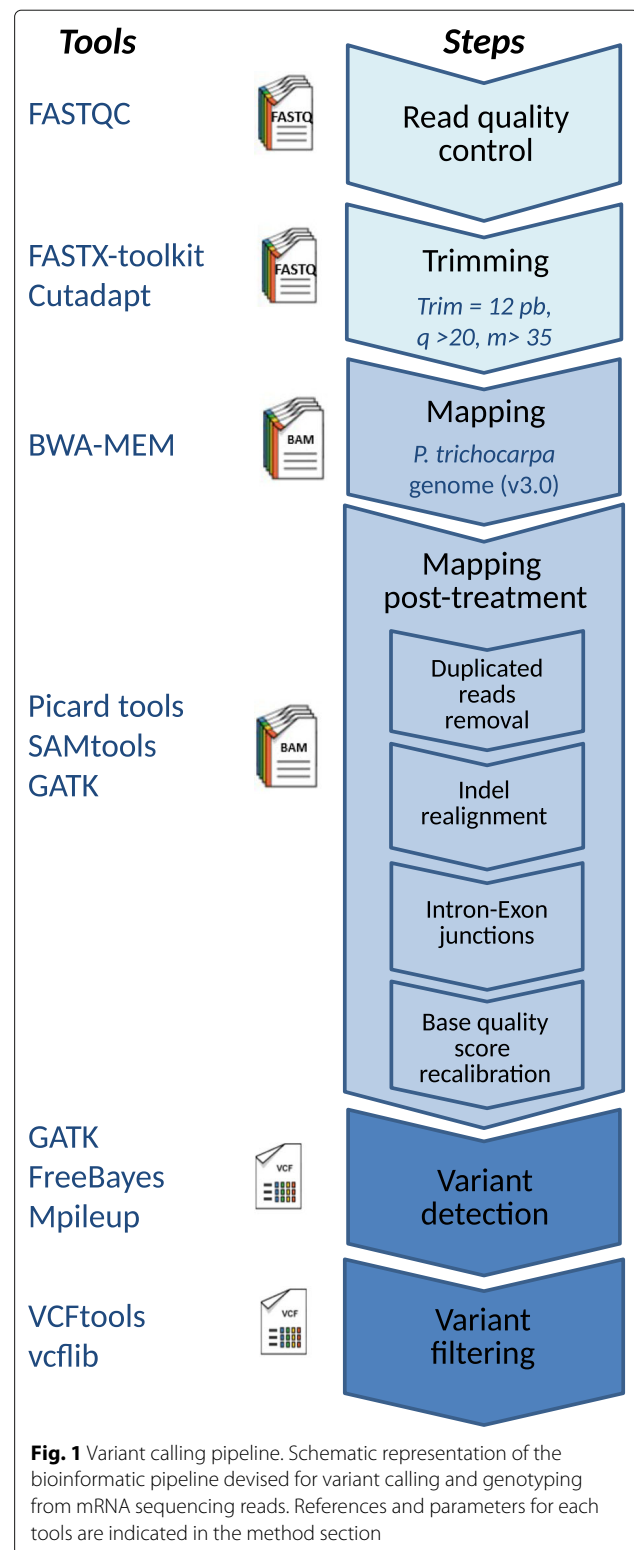 Tools
Steps
FASTQC
FASTQ
Read quality
control
FASTX-toolkit
Cutadapt
FASTQ
Trimming
Trim = 12 pb,
q >20, m> 35
BWA-MEM
BAM
Mapping
P. trichocarpa
genome (v3.0)
Mapping
post-treatment
Picard tools
SAMtools
GATK
BAM
Duplicated
reads
removal
Indel
realignment
Intron-Exon
junctions
Base quality
score
recalibration
GATK
FreeBayes
Mpileup
VCF
Variant
detection
VCFtools
vcflib
VCF
Variant
filtering
Fig. 1 Variant calling pipeline. Schematic representation of the
bioinformatic pipeline devised for variant calling and genotyping
from mRNA sequencing reads. References and parameters for each
tools are indicated in the method section